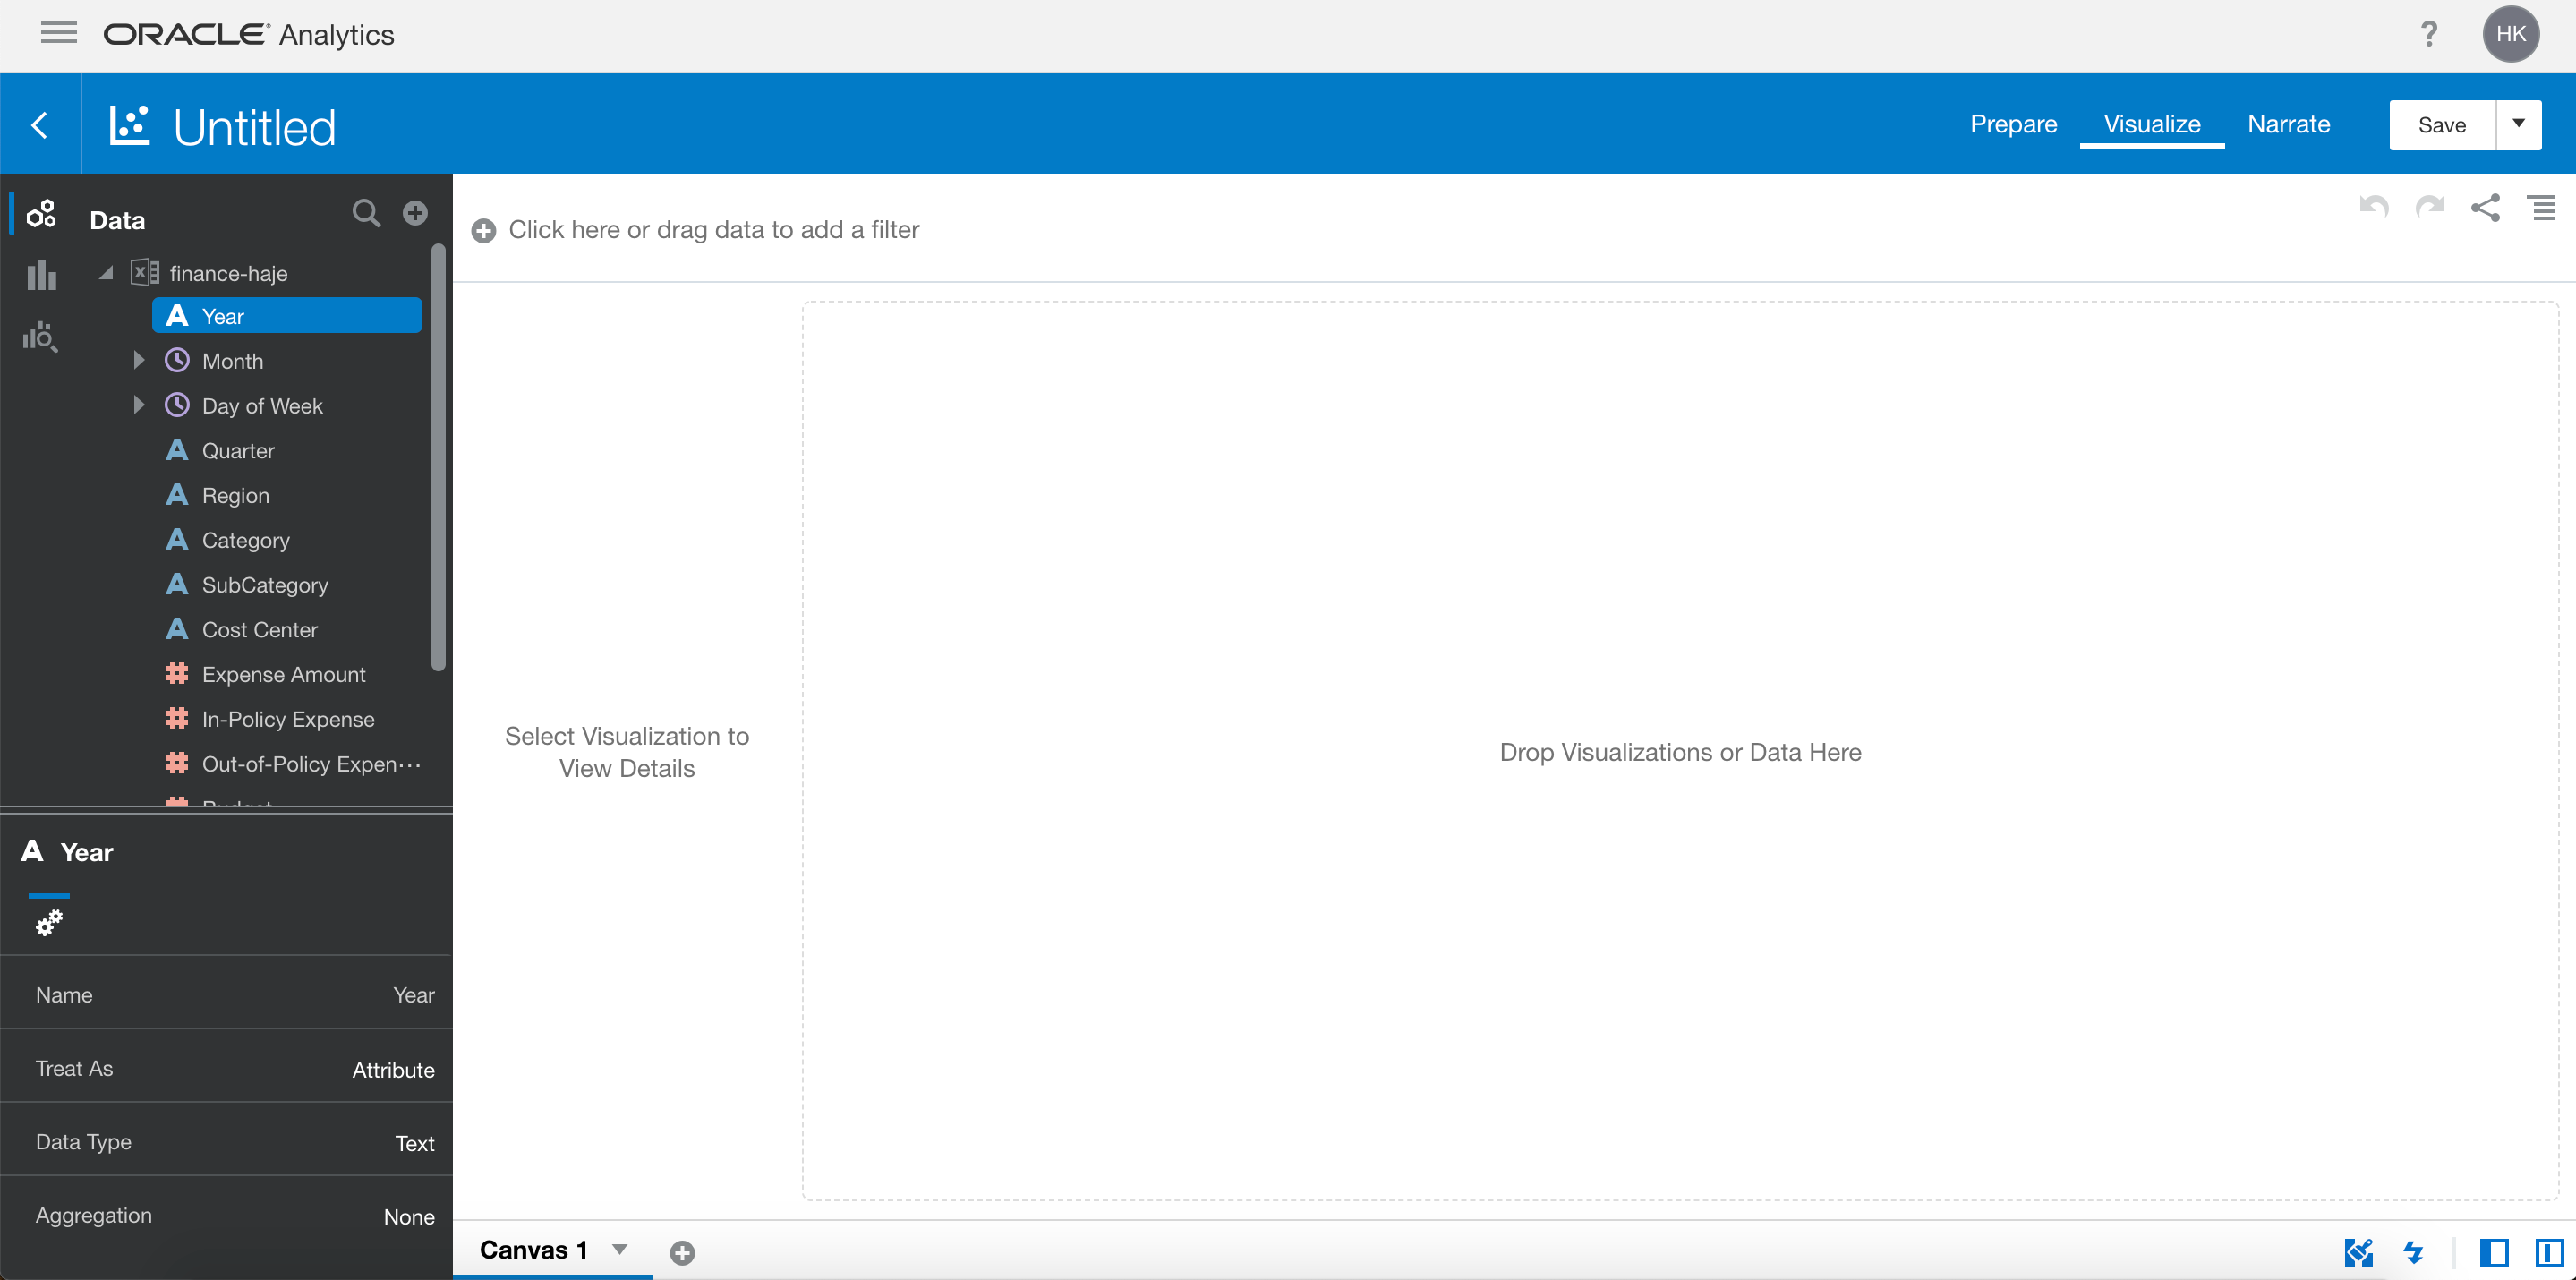 ORACLE Analytics
? HK
Untitled
Prepare Visualize Narrate Save
Data
Click here or drag data to add a filter
finance-haje
A Year
Month
Day of Week
A Quarter
A Region
A Category
A SubCategory
A Cost Center
# Expense Amount
# In-Policy Expense
# Out-of-Policy Expen...
# Budget
Select Visualization to
View Details
Drop Visualizations or Data Here
A Year
Name Year
Treat As Attribute
Data Type Text
Aggregation None
Canvas 1